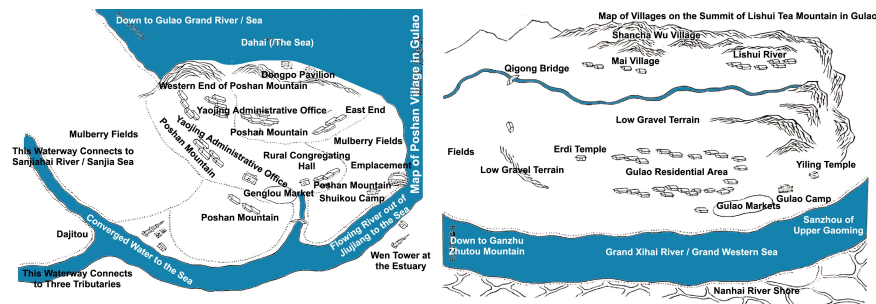 Down to Gulao Grand River / Sea
Dahai (/The Sea)
Dongpo Pavilion
Western End of Poshan Mountain
Yaojing Administrative Office
East End
Poshan Mountain
Mulberry Fields
Mulberry Fields
This Waterway Connects to
Sanjiahai River / Sanjia Sea
Yaojing Administrative Office
Poshan Mountain
Rural Congregating
Hall
Emplacement
Poshan Mountain
Genglou Market
Shuikou Camp
Poshan Mountain
Flowing River out of
Jiujiang to the Sea
Converged Water to the Sea
Dajitou
This Waterway Connects
to Three Tributaries
Wen Tower at
the Estuary
Map of Poshan Village in Gulao
Map of Villages on the Summit of Lishui Tea Mountain in Gulao
Shancha Wu Village
Mai Village
Lishui River
Qigong Bridge
Low Gravel Terrain
Fields
Erdi Temple
Low Gravel Terrain
Gulao Residential Area
Yiling Temple
Gulao Camp
Gulao Markets
Sanzhou of
Upper Gaoming
Down to Ganzhu
Zhutou Mountain
Grand Xihai River / Grand Western Sea
Nanhai River Shore